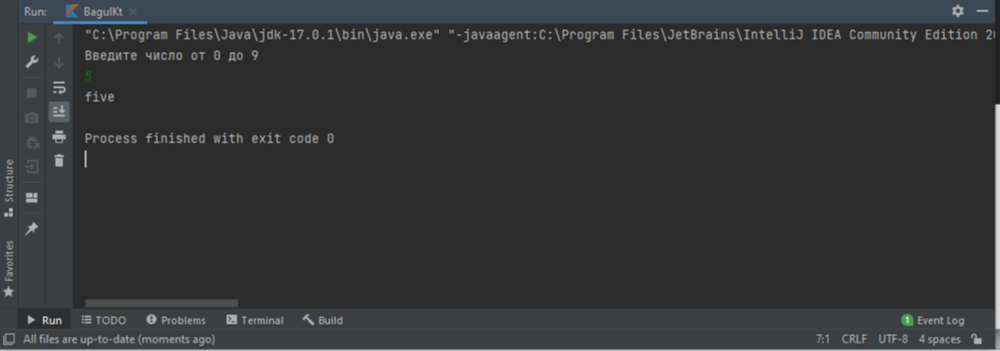 Run: BagulKt
"C:\Program Files\Java\jdk-17.0.1\bin\java.exe" "-javaagent:C:\Program Files\JetBrains\IntelliJ IDEA Community Edition 20
Введите число от 0 до 9
5
five
Process finished with exit code 0
Structure
Favorites
Run TODO Problems Terminal Build 1 Event Log
All files are up-to-date (moments ago) 7:1 CRLF UTF-8 4 spaces